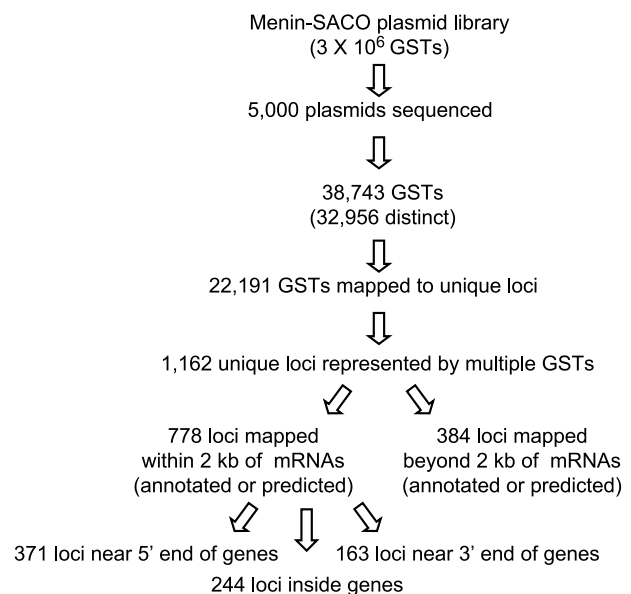 Menin-SACO plasmid library
(3 X 10⁶ GSTs)
5,000 plasmids sequenced
38,743 GSTs
(32,956 distinct)
22,191 GSTs mapped to unique loci
1,162 unique loci represented by multiple GSTs
778 loci mapped
within 2 kb of mRNAs
(annotated or predicted)
384 loci mapped
beyond 2 kb of mRNAs
(annotated or predicted)
371 loci near 5’ end of genes
163 loci near 3’ end of genes
244 loci inside genes